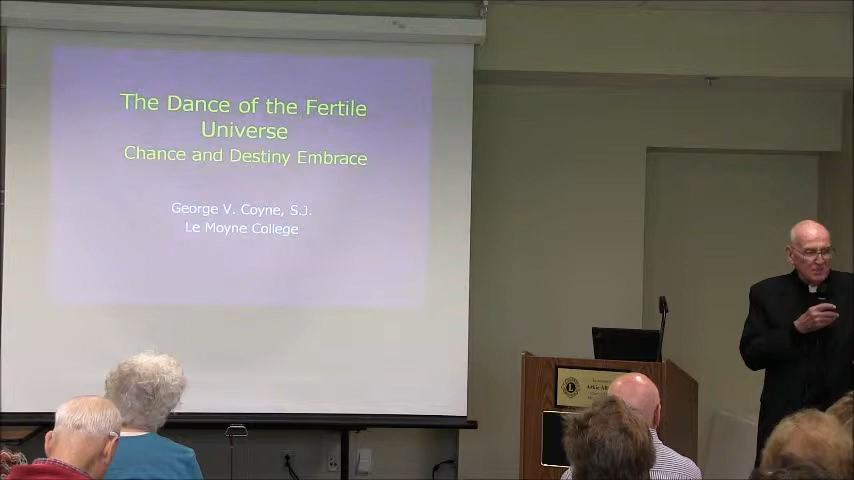 The Dance of the Fertile
Universe
Chance and Destiny Embrace
George V. Coyne, S.J.
Le Moyne College